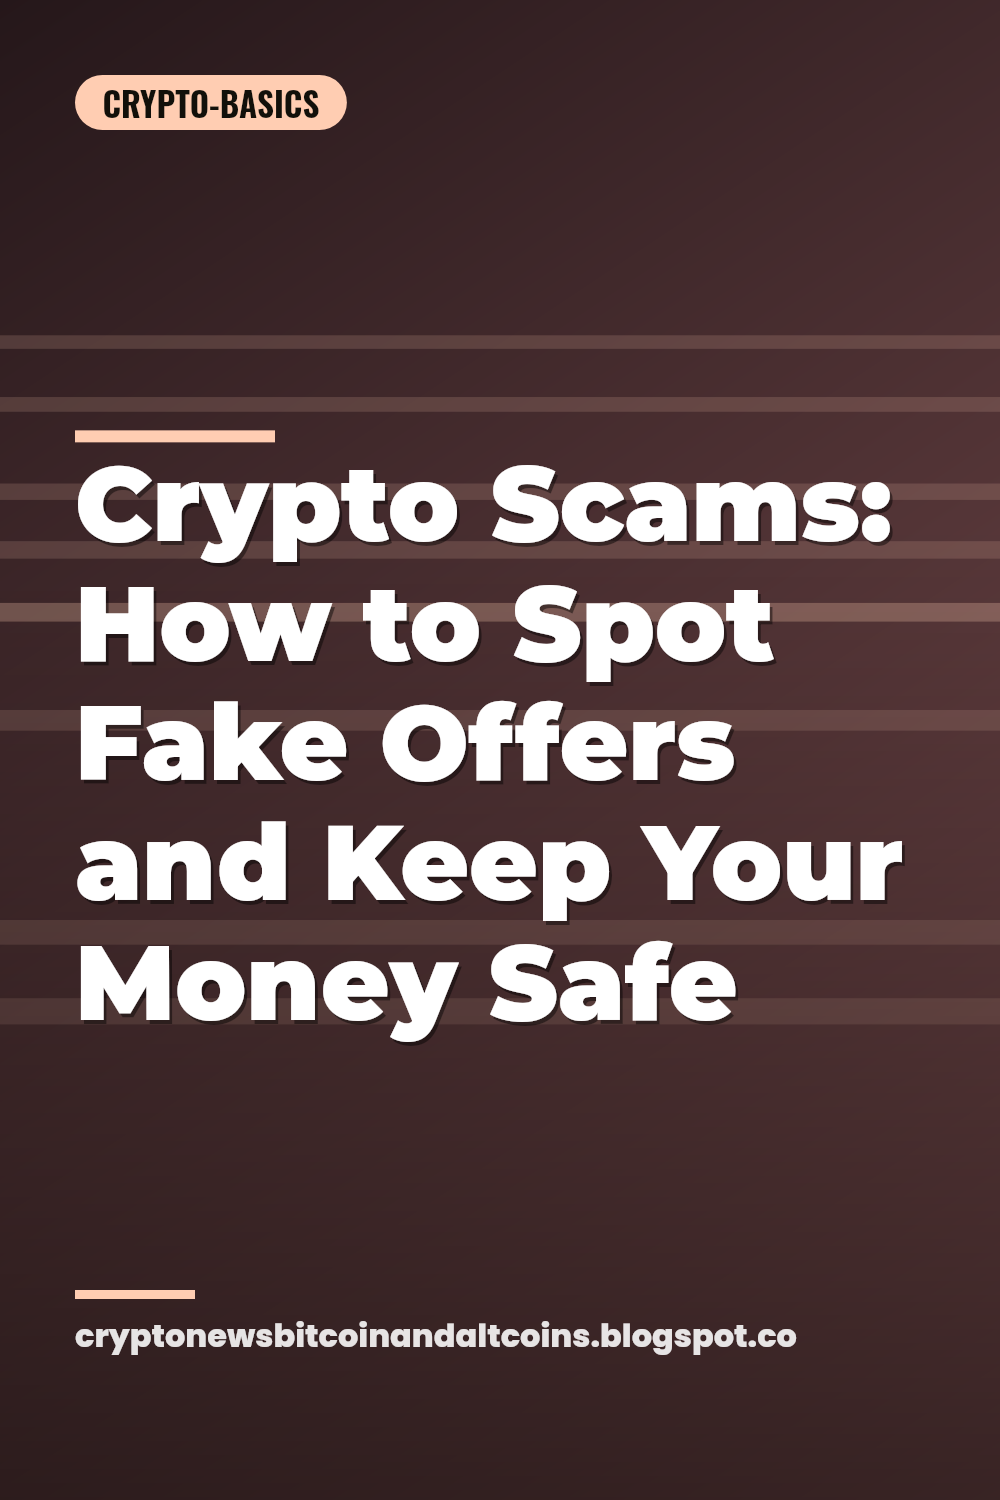 CRYPTO-BASICS
Crypto Scams:
How to Spot
Fake Offers
and Keep Your
Money Safe
cryptonewsbitcoinandaltcoins.blogspot.co